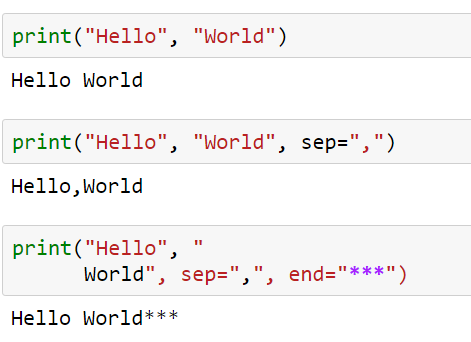 print("Hello", "World")
Hello World
print("Hello", "World", sep=",")
Hello,World
print("Hello", "
      World", sep=",", end="***")
Hello World***